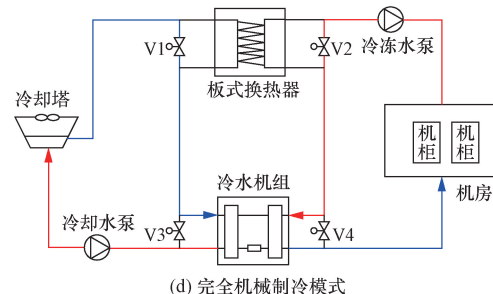 V1
V2
冷冻水泵
板式换热器
冷却塔
机柜
机柜
冷水机组
机房
冷却水泵
V3
V4
(d) 完全机械制冷模式